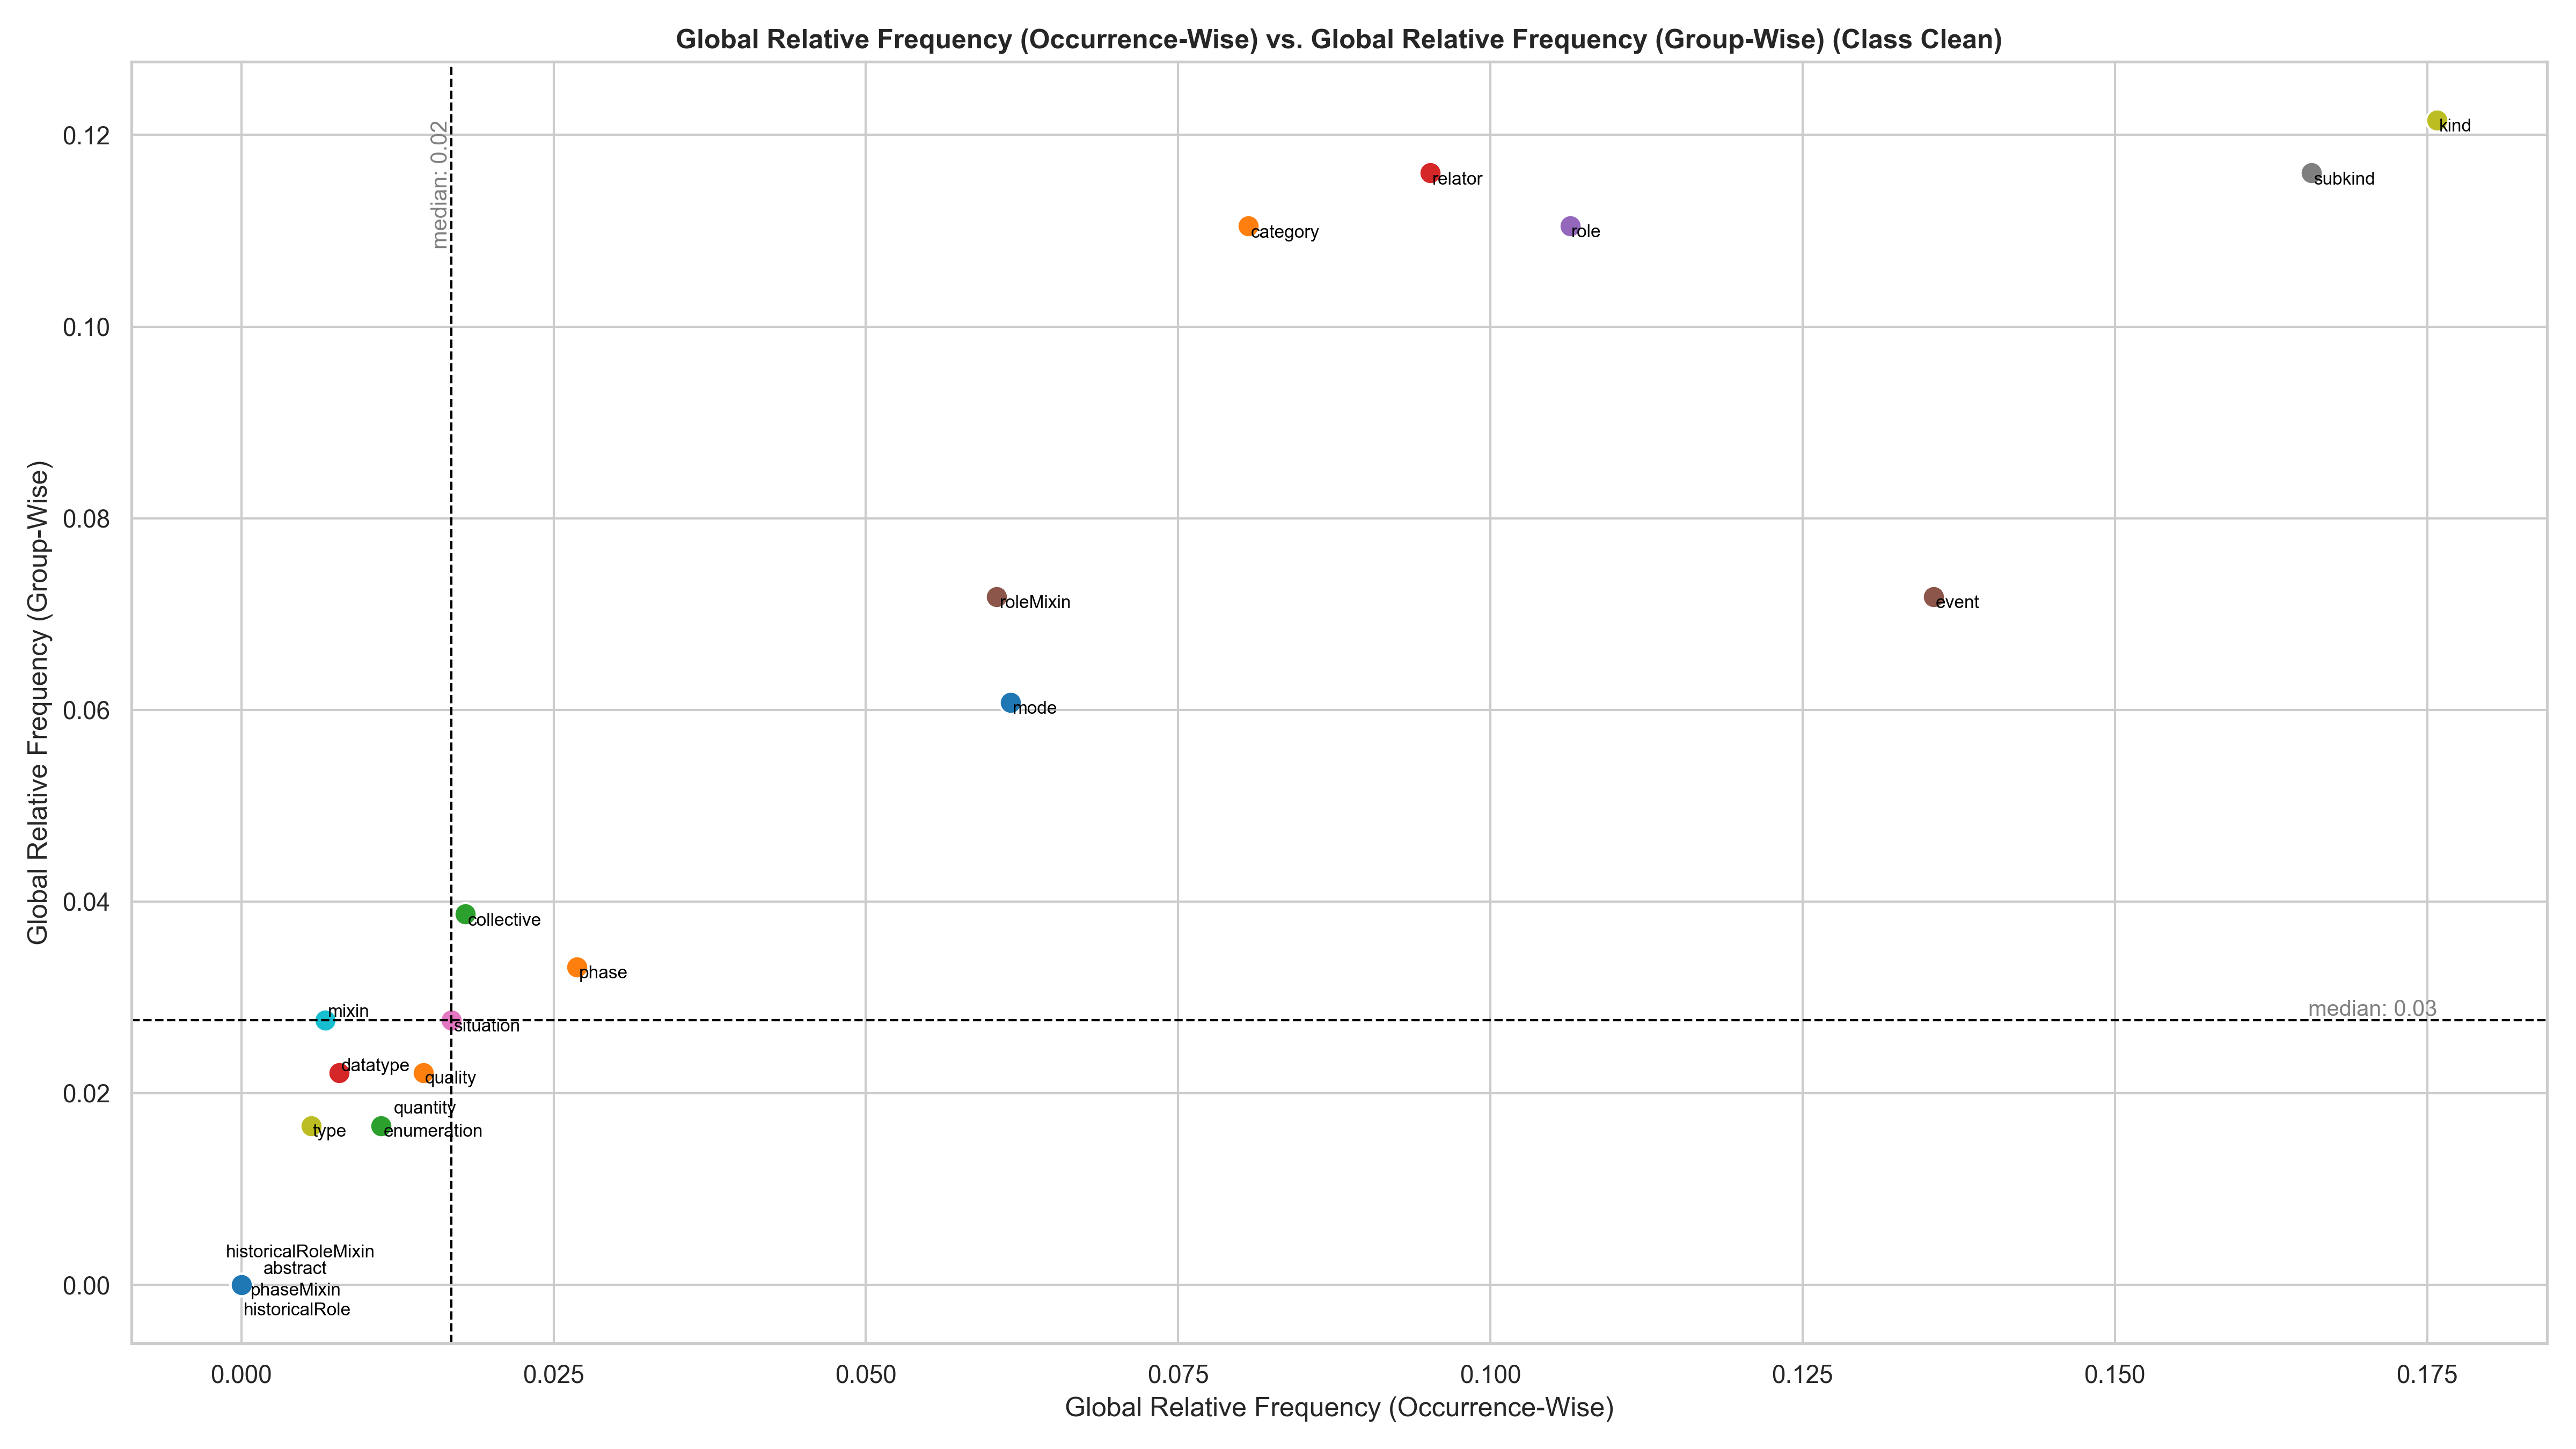 Global Relative Frequency (Occurrence-Wise) vs. Global Relative Frequency (Group-Wise) (Class Clean)
Global Relative Frequency (Group-Wise)
0.12
0.10
0.08
0.06
0.04
0.02
0.00
median: 0.02
kind
relator
subkind
category
role
roleMixin
event
mode
collective
phase
mixin
situation
median: 0.03
datatype
quality
quantity
type
enumeration
historicalRoleMixin
abstract
phaseMixin
historicalRole
0.000
0.025
0.050
0.075
0.100
0.125
0.150
0.175
Global Relative Frequency (Occurrence-Wise)